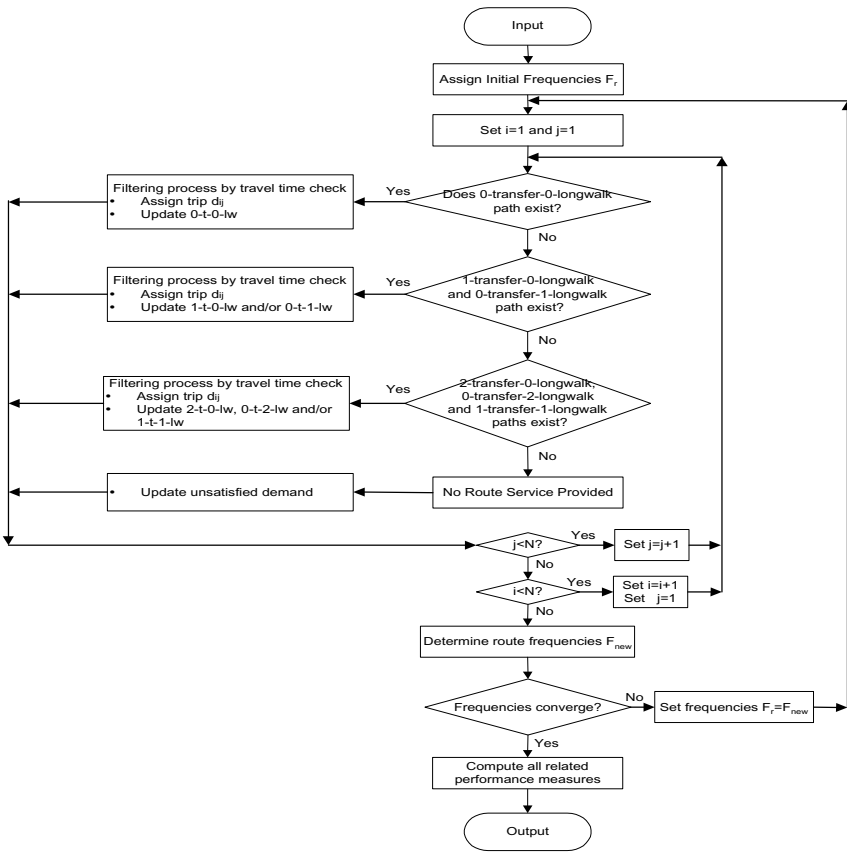 Input
Assign Initial Frequencies Fr
Set i=1 and j=1
Does 0-transfer-0-longwalk
path exist?
Yes
No
Filtering process by travel time check
• Assign trip dij
• Update 0-t-0-lw
1-transfer-0-longwalk
and 0-transfer-1-longwalk
path exist?
Yes
No
Filtering process by travel time check
• Assign trip dij
• Update 1-t-0-lw and/or 0-t-1-lw
2-transfer-0-longwalk,
0-transfer-2-longwalk
and 1-transfer-1-longwalk
paths exist?
Yes
No
Filtering process by travel time check
• Assign trip dij
• Update 2-t-0-lw, 0-t-2-lw and/or
1-t-1-lw
No Route Service Provided
• Update unsatisfied demand
j<N?
Yes
Set j=j+1
No
i<N?
Yes
Set i=i+1
Set j=1
No
Determine route frequencies Fnew
Frequencies converge?
No
Set frequencies Fr=Fnew
Yes
Compute all related
performance measures
Output